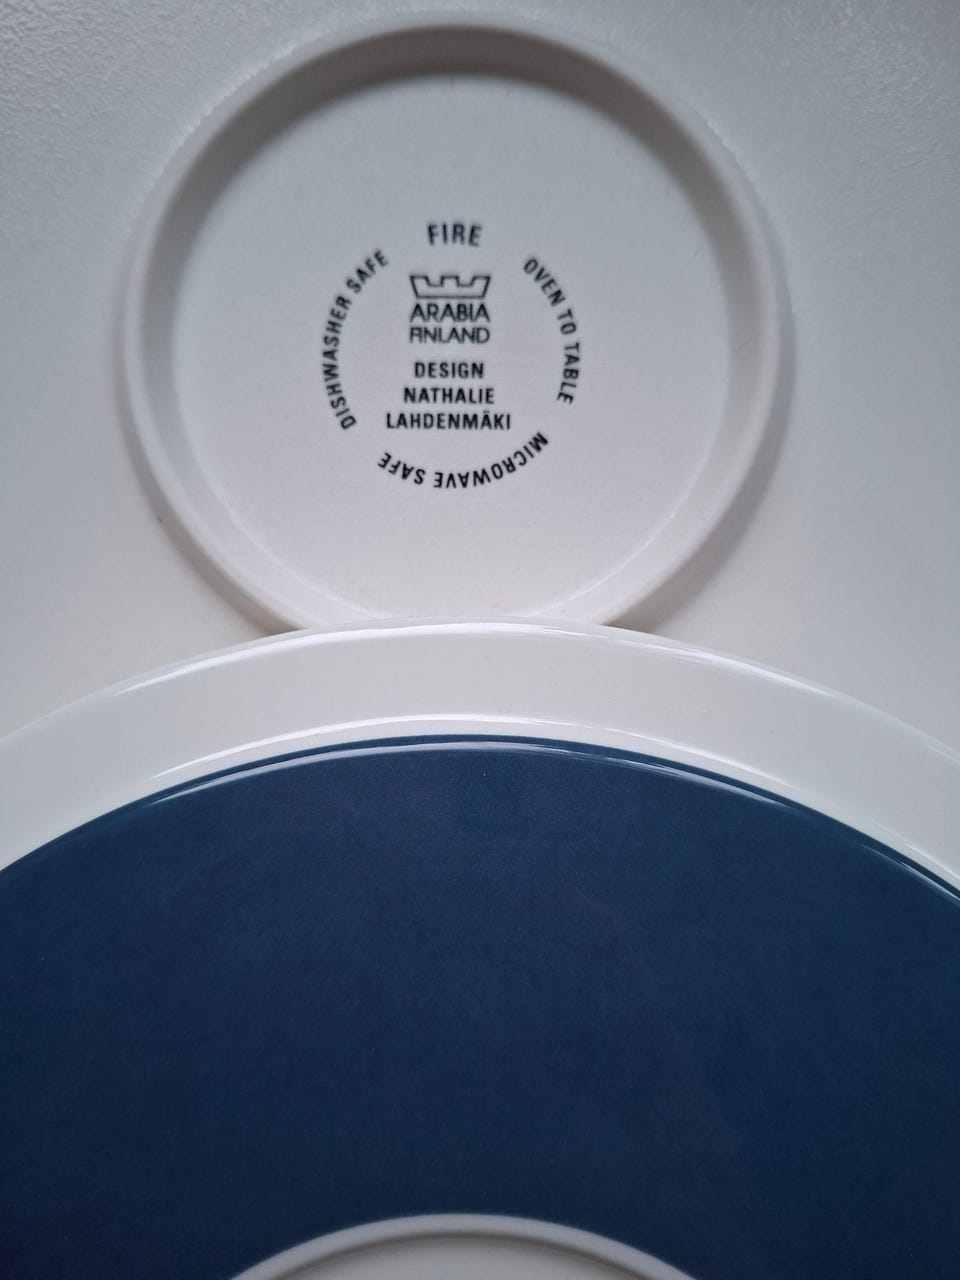 FIRE
DISHWASHER SAFE
OVEN TO TABLE
ARABIA
FINLAND
DESIGN
NATHALIE
LAHDENMÄKI
MICROWAVE SAFE